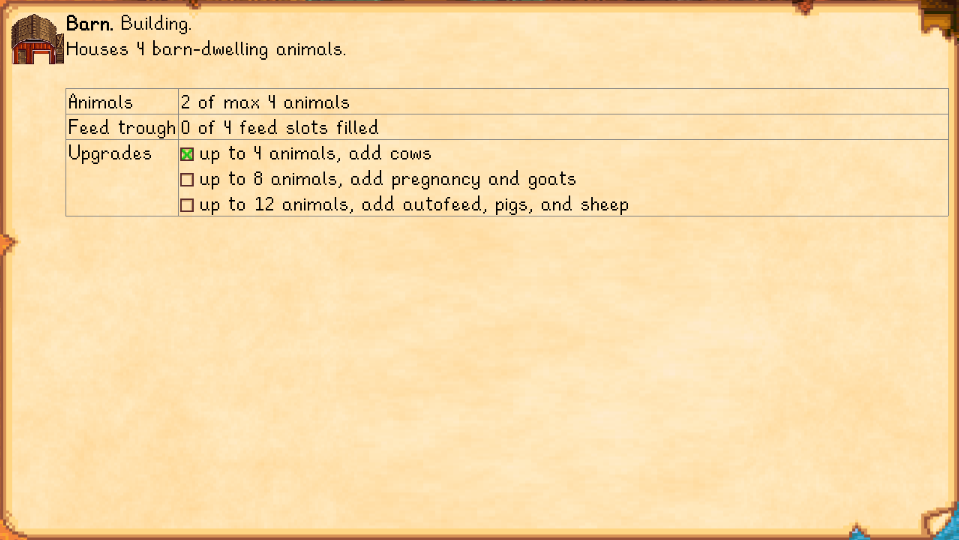 Barn. Building.
Houses 4 barn-dwelling animals.
Animals 2 of max 4 animals
Feed trough 0 of 4 feed slots filled
Upgrades up to 4 animals, add cows
up to 8 animals, add pregnancy and goats
up to 12 animals, add autofeed, pigs, and sheep